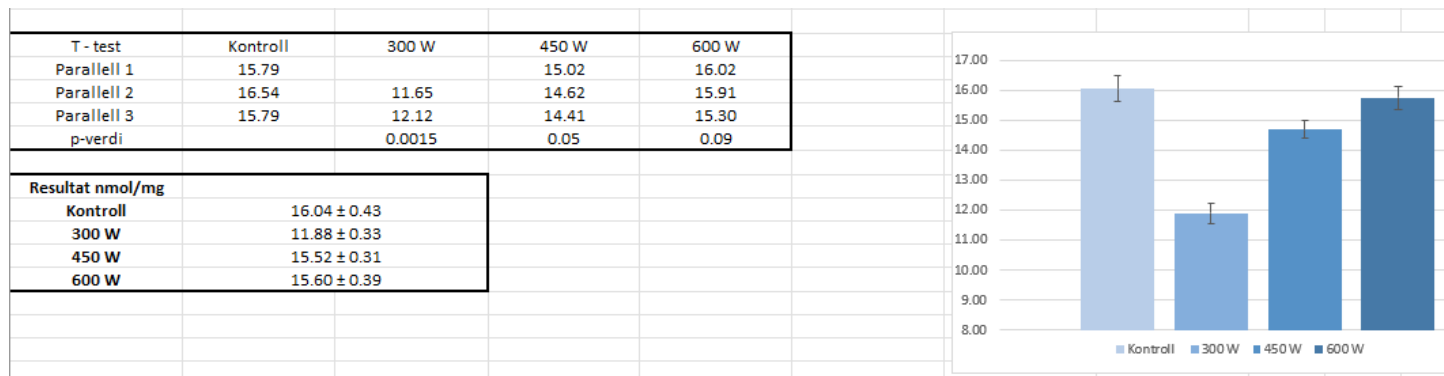 T - test Kontroll 300 W 450 W 600 W
Parallell 1 15.79 15.02 16.02
Parallell 2 16.54 11.65 14.62 15.91
Parallell 3 15.79 12.12 14.41 15.30
p-verdi 0.0015 0.05 0.09
Resultat nmol/mg
Kontroll 16.04 ± 0.43
300 W 11.88 ± 0.33
450 W 15.52 ± 0.31
600 W 15.60 ± 0.39
17.00
16.00
15.00
14.00
13.00
12.00
11.00
10.00
9.00
8.00
Kontroll 300 W 450 W 600 W